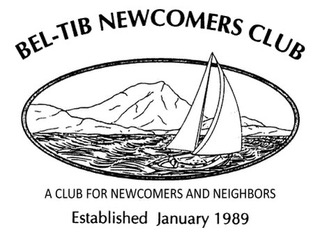 BEL-TIB NEWCOMERS CLUB
A CLUB FOR NEWCOMERS AND NEIGHBORS
Established January 1989